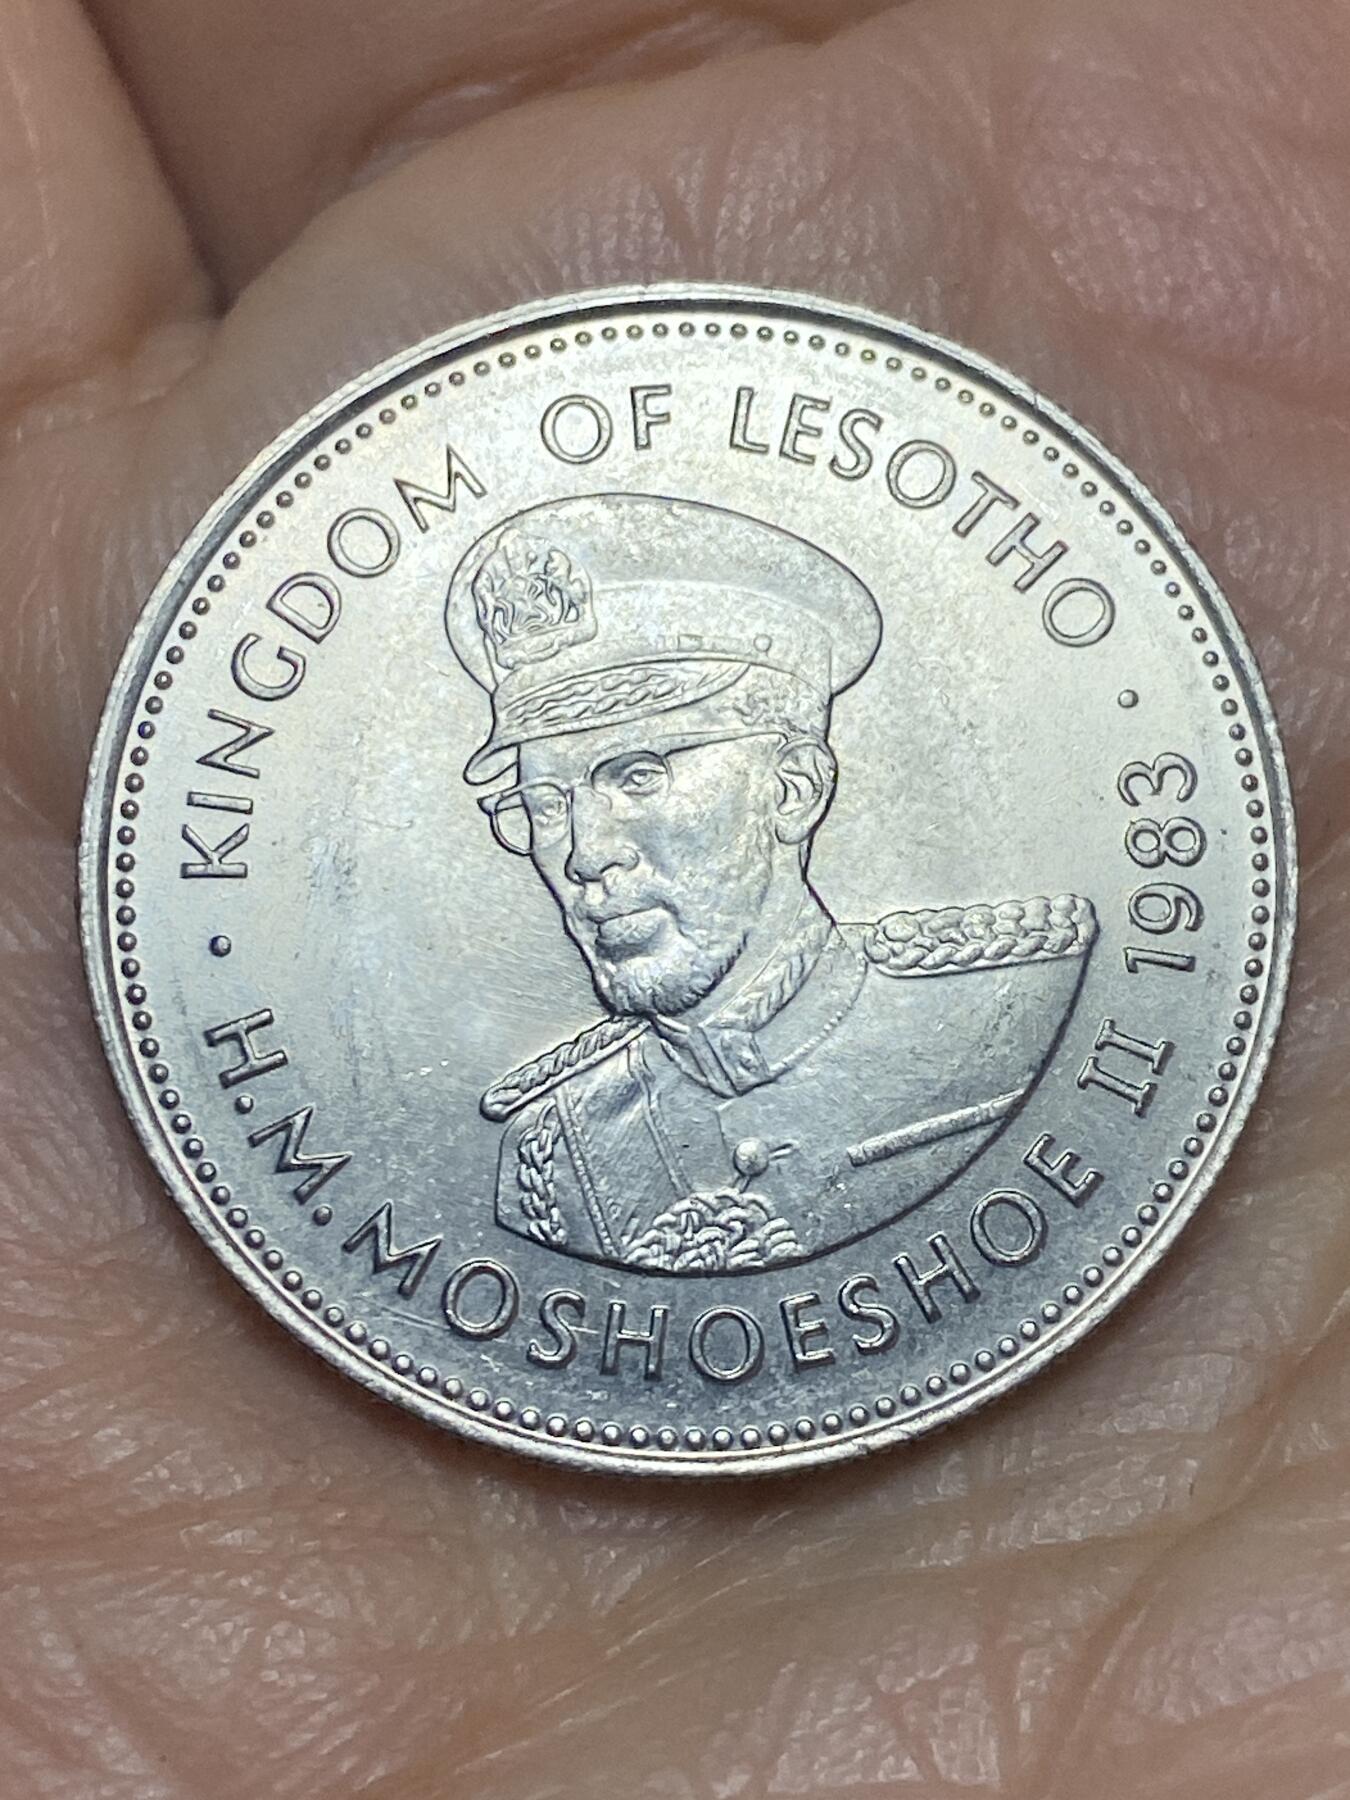 · KINGDOM OF LESOTHO ·
H.M. MOSHOESHOE II 1983